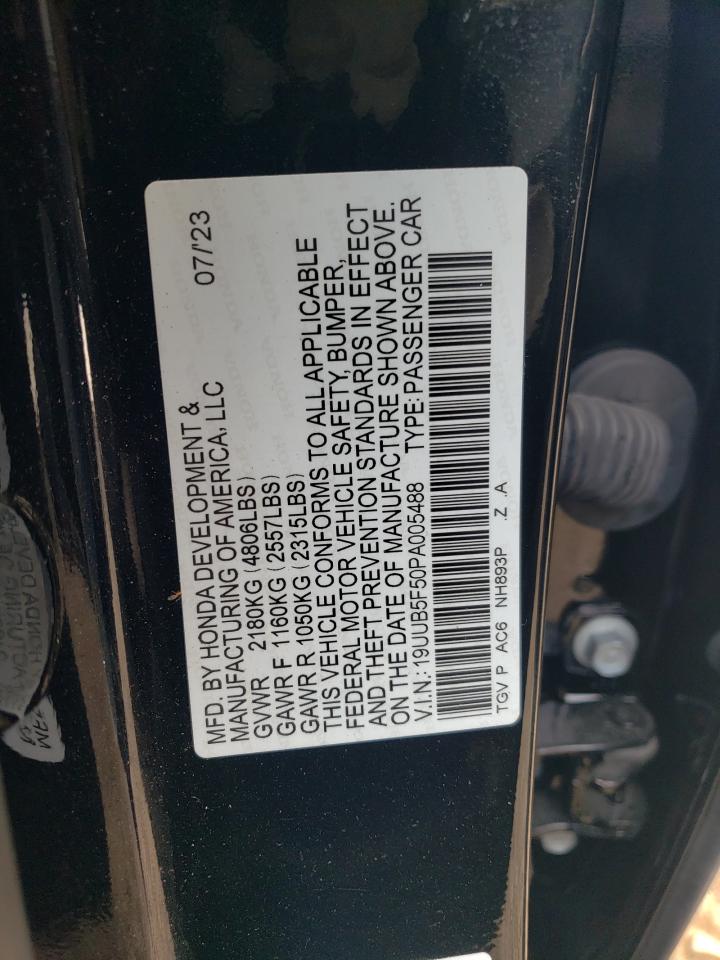 MFD. BY HONDA DEVELOPMENT &
MANUFACTURING OF AMERICA, LLC 07/'23
GVWR 2180KG (4806LBS)
GAWR F 1160KG (2557LBS)
GAWR R 1050KG (2315LBS)
THIS VEHICLE CONFORMS TO ALL APPLICABLE
FEDERAL MOTOR VEHICLE SAFETY, BUMPER,
AND THEFT PREVENTION STANDARDS IN EFFECT
ON THE DATE OF MANUFACTURE SHOWN ABOVE.
V.I.N.: 19UUB5F50PA005488 TYPE: PASSENGER CAR
TGV P AC6 NH893P .Z .A